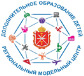 ДОПОЛНИТЕЛЬНОЕ ОБРАЗОВАНИЕ ДЕТЕЙ
РЕГИОНАЛЬНЫЙ МОДЕЛЬНЫЙ ЦЕНТР